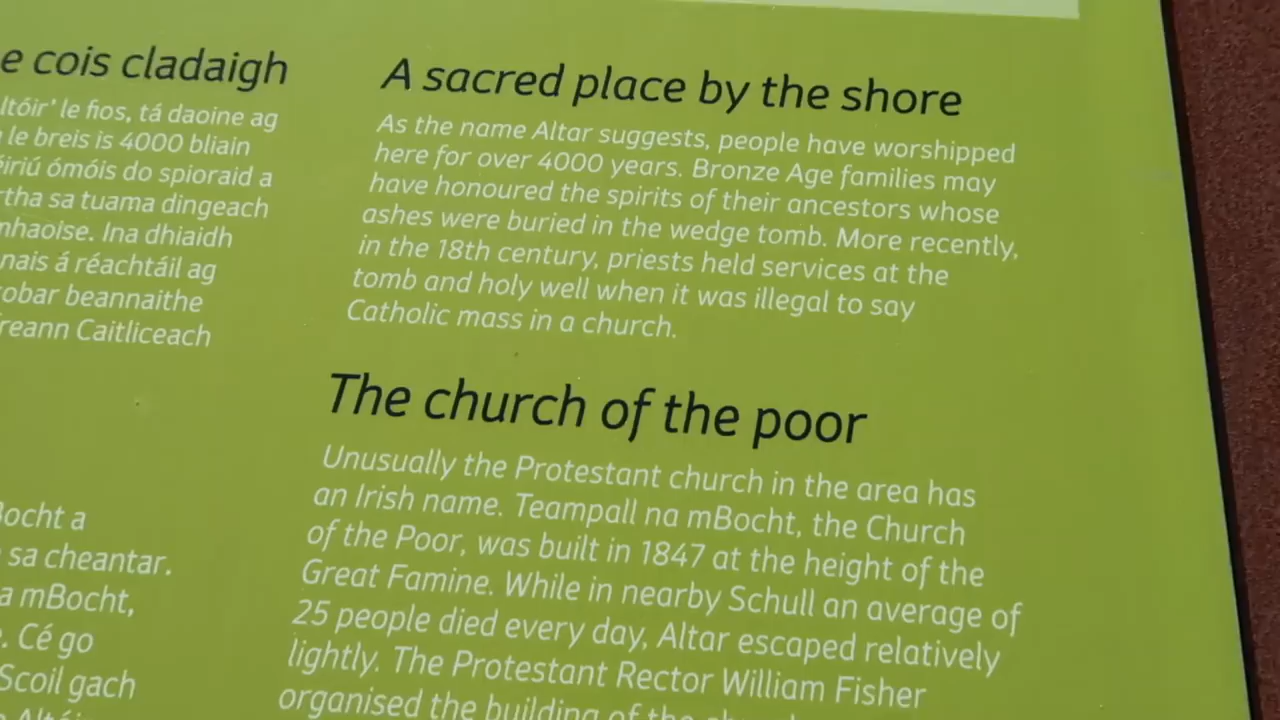 e cois cladaigh
ltóir' le fios, tá daoine ag
le breis is 4000 bliain
éiriú ómóis do spioraid a
rtha sa tuama dingeach
mhaoise. Ina dhiaidh
nais á réachtáil ag
tobar beannaithe
reann Caitliceach
Bocht a
sa cheantar.
a mBocht,
. Cé go
Scoil gach
A sacred place by the shore
As the name Altar suggests, people have worshipped
here for over 4000 years. Bronze Age families may
have honoured the spirits of their ancestors whose
ashes were buried in the wedge tomb. More recently,
in the 18th century, priests held services at the
tomb and holy well when it was illegal to say
Catholic mass in a church.
The church of the poor
Unusually the Protestant church in the area has
an Irish name. Teampall na mBocht, the Church
of the Poor, was built in 1847 at the height of the
Great Famine. While in nearby Schull an average of
25 people died every day, Altar escaped relatively
lightly. The Protestant Rector William Fisher
organised the building of the